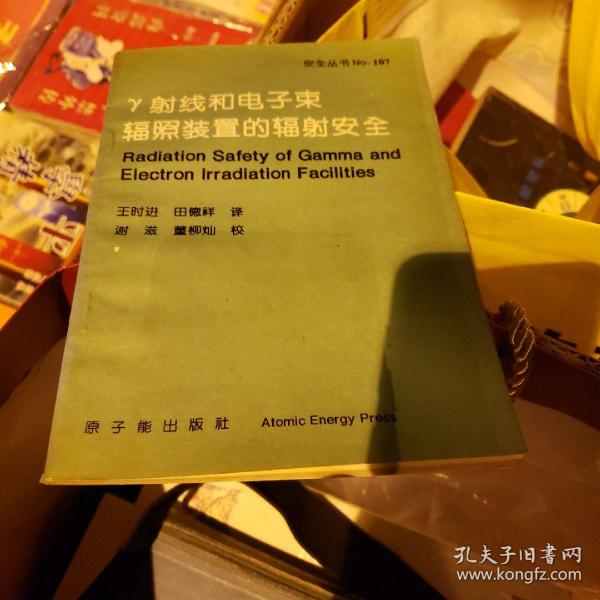 安全丛书 No. 107
γ射线和电子束
辐照装置的辐射安全
Radiation Safety of Gamma and
Electron Irradiation Facilities
王时进 田德祥 译
谢 滋 董柳灿 校
原子能出版社 Atomic Energy Press
孔夫子旧書网
www.kongfz.com